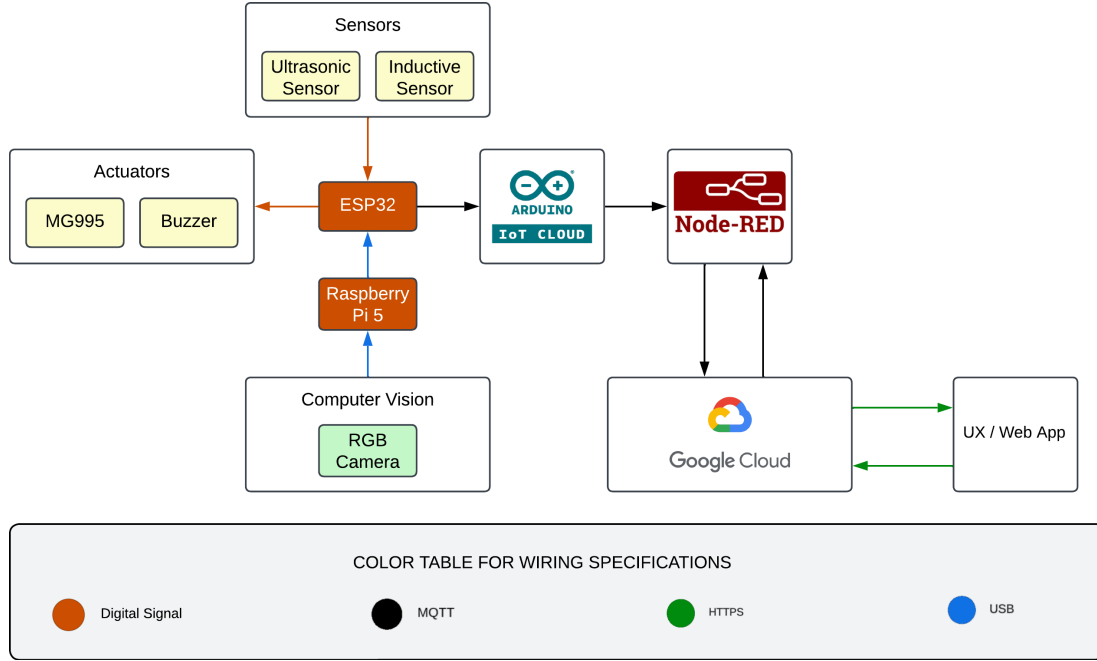 Sensors
Ultrasonic
Sensor
Inductive
Sensor
Actuators
MG995
Buzzer
ESP32
ARDUINO
IoT CLOUD
Node-RED
Raspberry
Pi 5
Computer Vision
RGB
Camera
Google Cloud
UX / Web App
COLOR TABLE FOR WIRING SPECIFICATIONS
Digital Signal
MQTT
HTTPS
USB